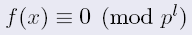 f(x) ≡ 0 (mod p^l)